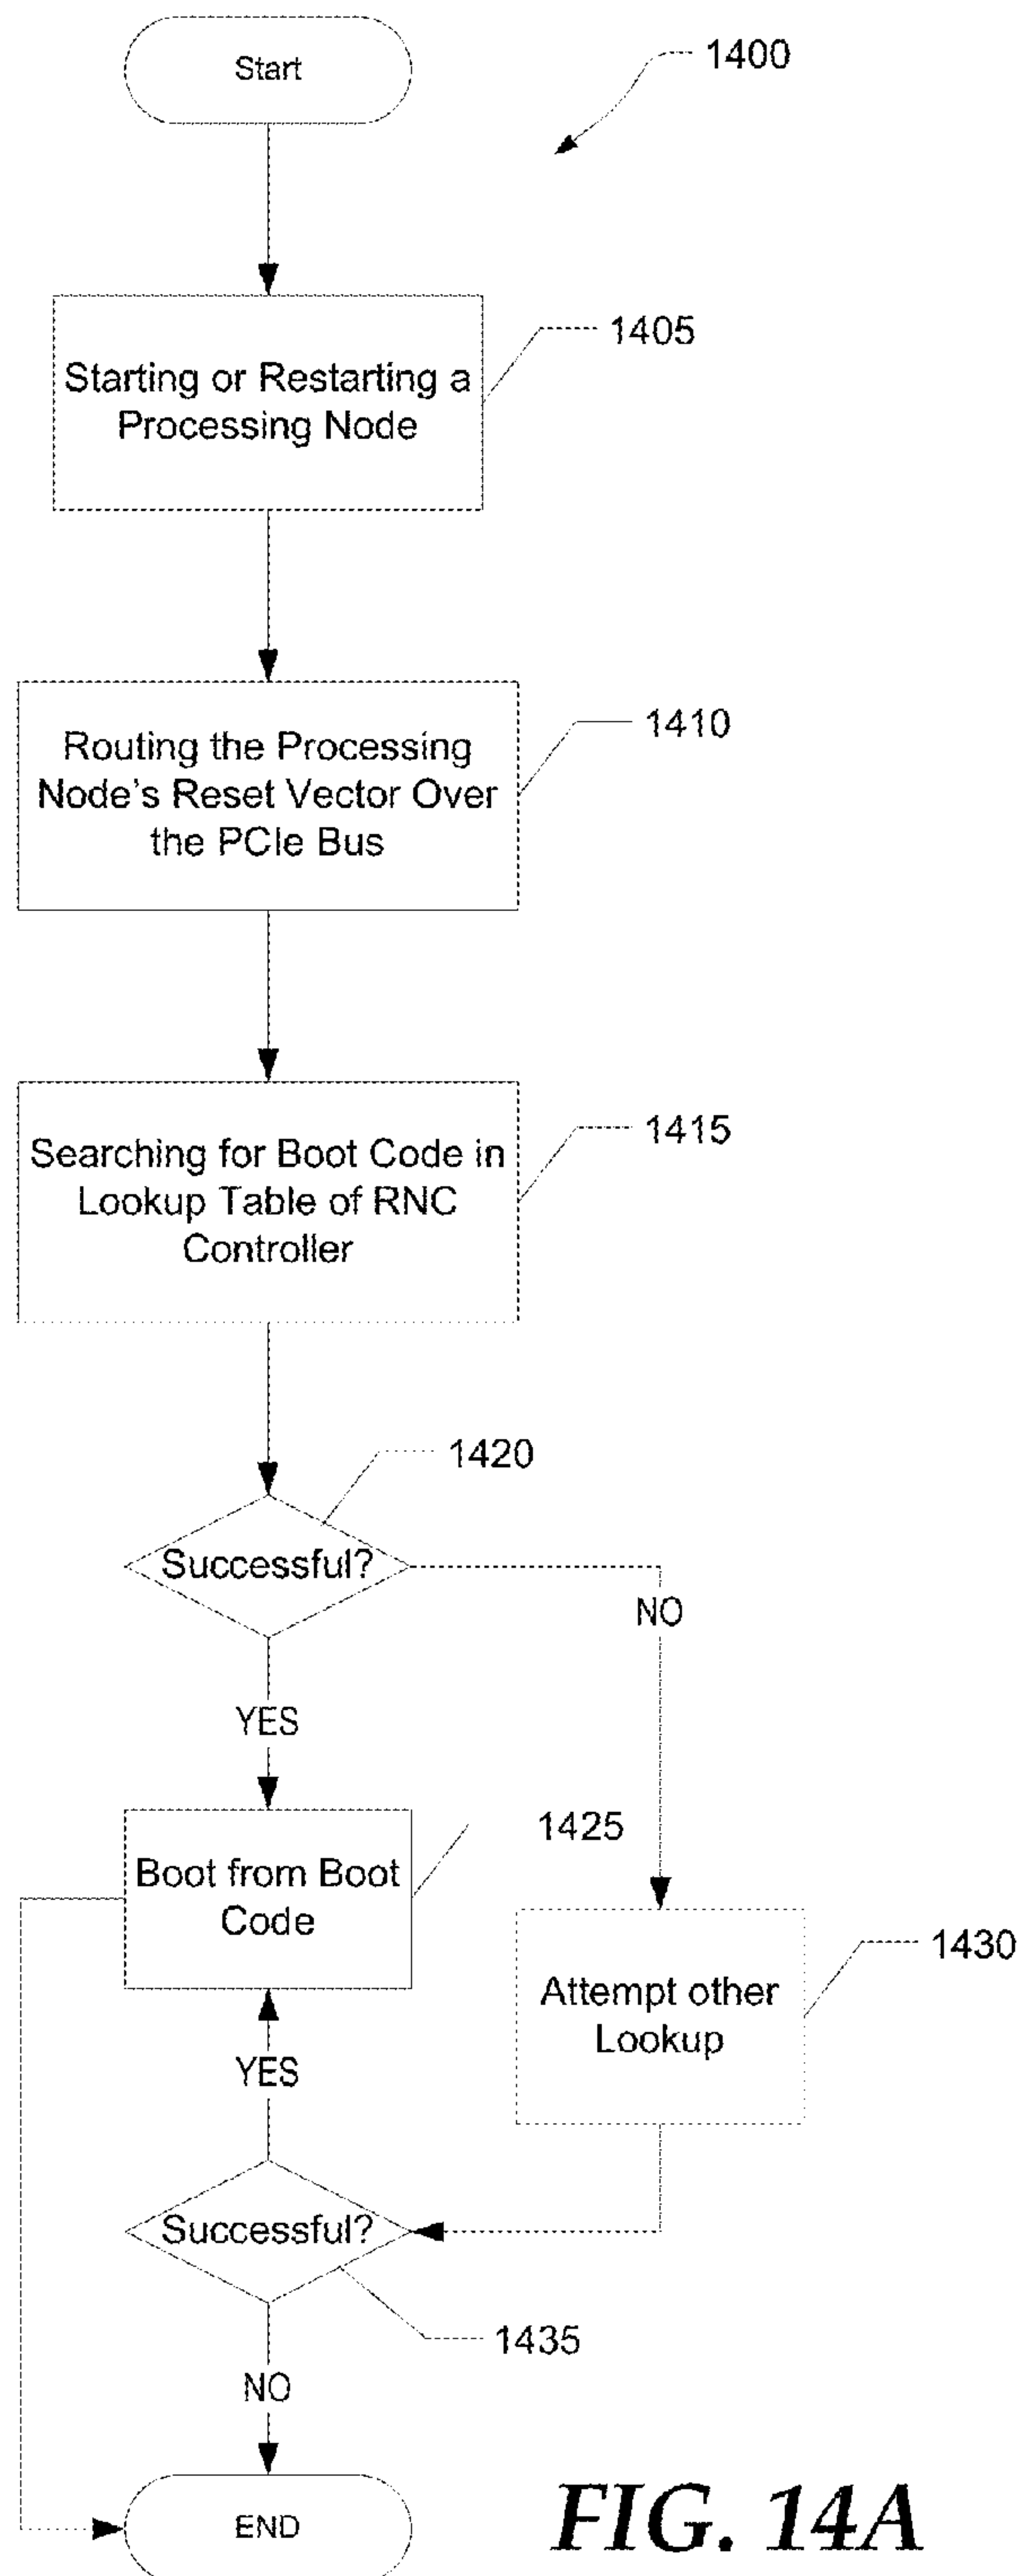 Start
1400
1405
Starting or Restarting a
Processing Node
1410
Routing the Processing
Node's Reset Vector Over
the PCIe Bus
1415
Searching for Boot Code in
Lookup Table of RNC
Controller
1420
Successful?
NO
YES
1425
Boot from Boot
Code
1430
Attempt other
Lookup
YES
Successful?
1435
NO
END
FIG. 14A